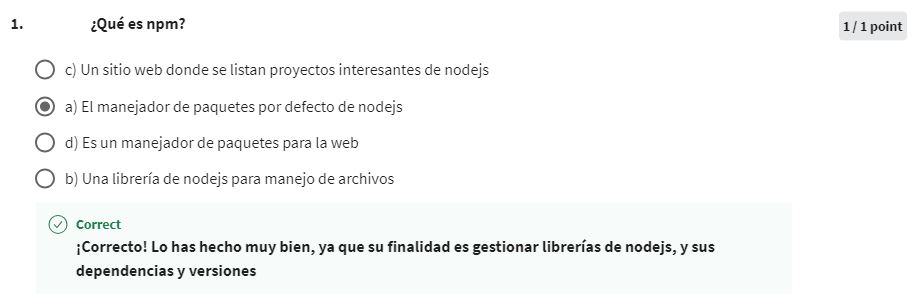 1. ¿Qué es npm? 1 / 1 point
c) Un sitio web donde se listan proyectos interesantes de nodejs
a) El manejador de paquetes por defecto de nodejs
d) Es un manejador de paquetes para la web
b) Una librería de nodejs para manejo de archivos
Correct
¡Correcto! Lo has hecho muy bien, ya que su finalidad es gestionar librerías de nodejs, y sus
dependencias y versiones